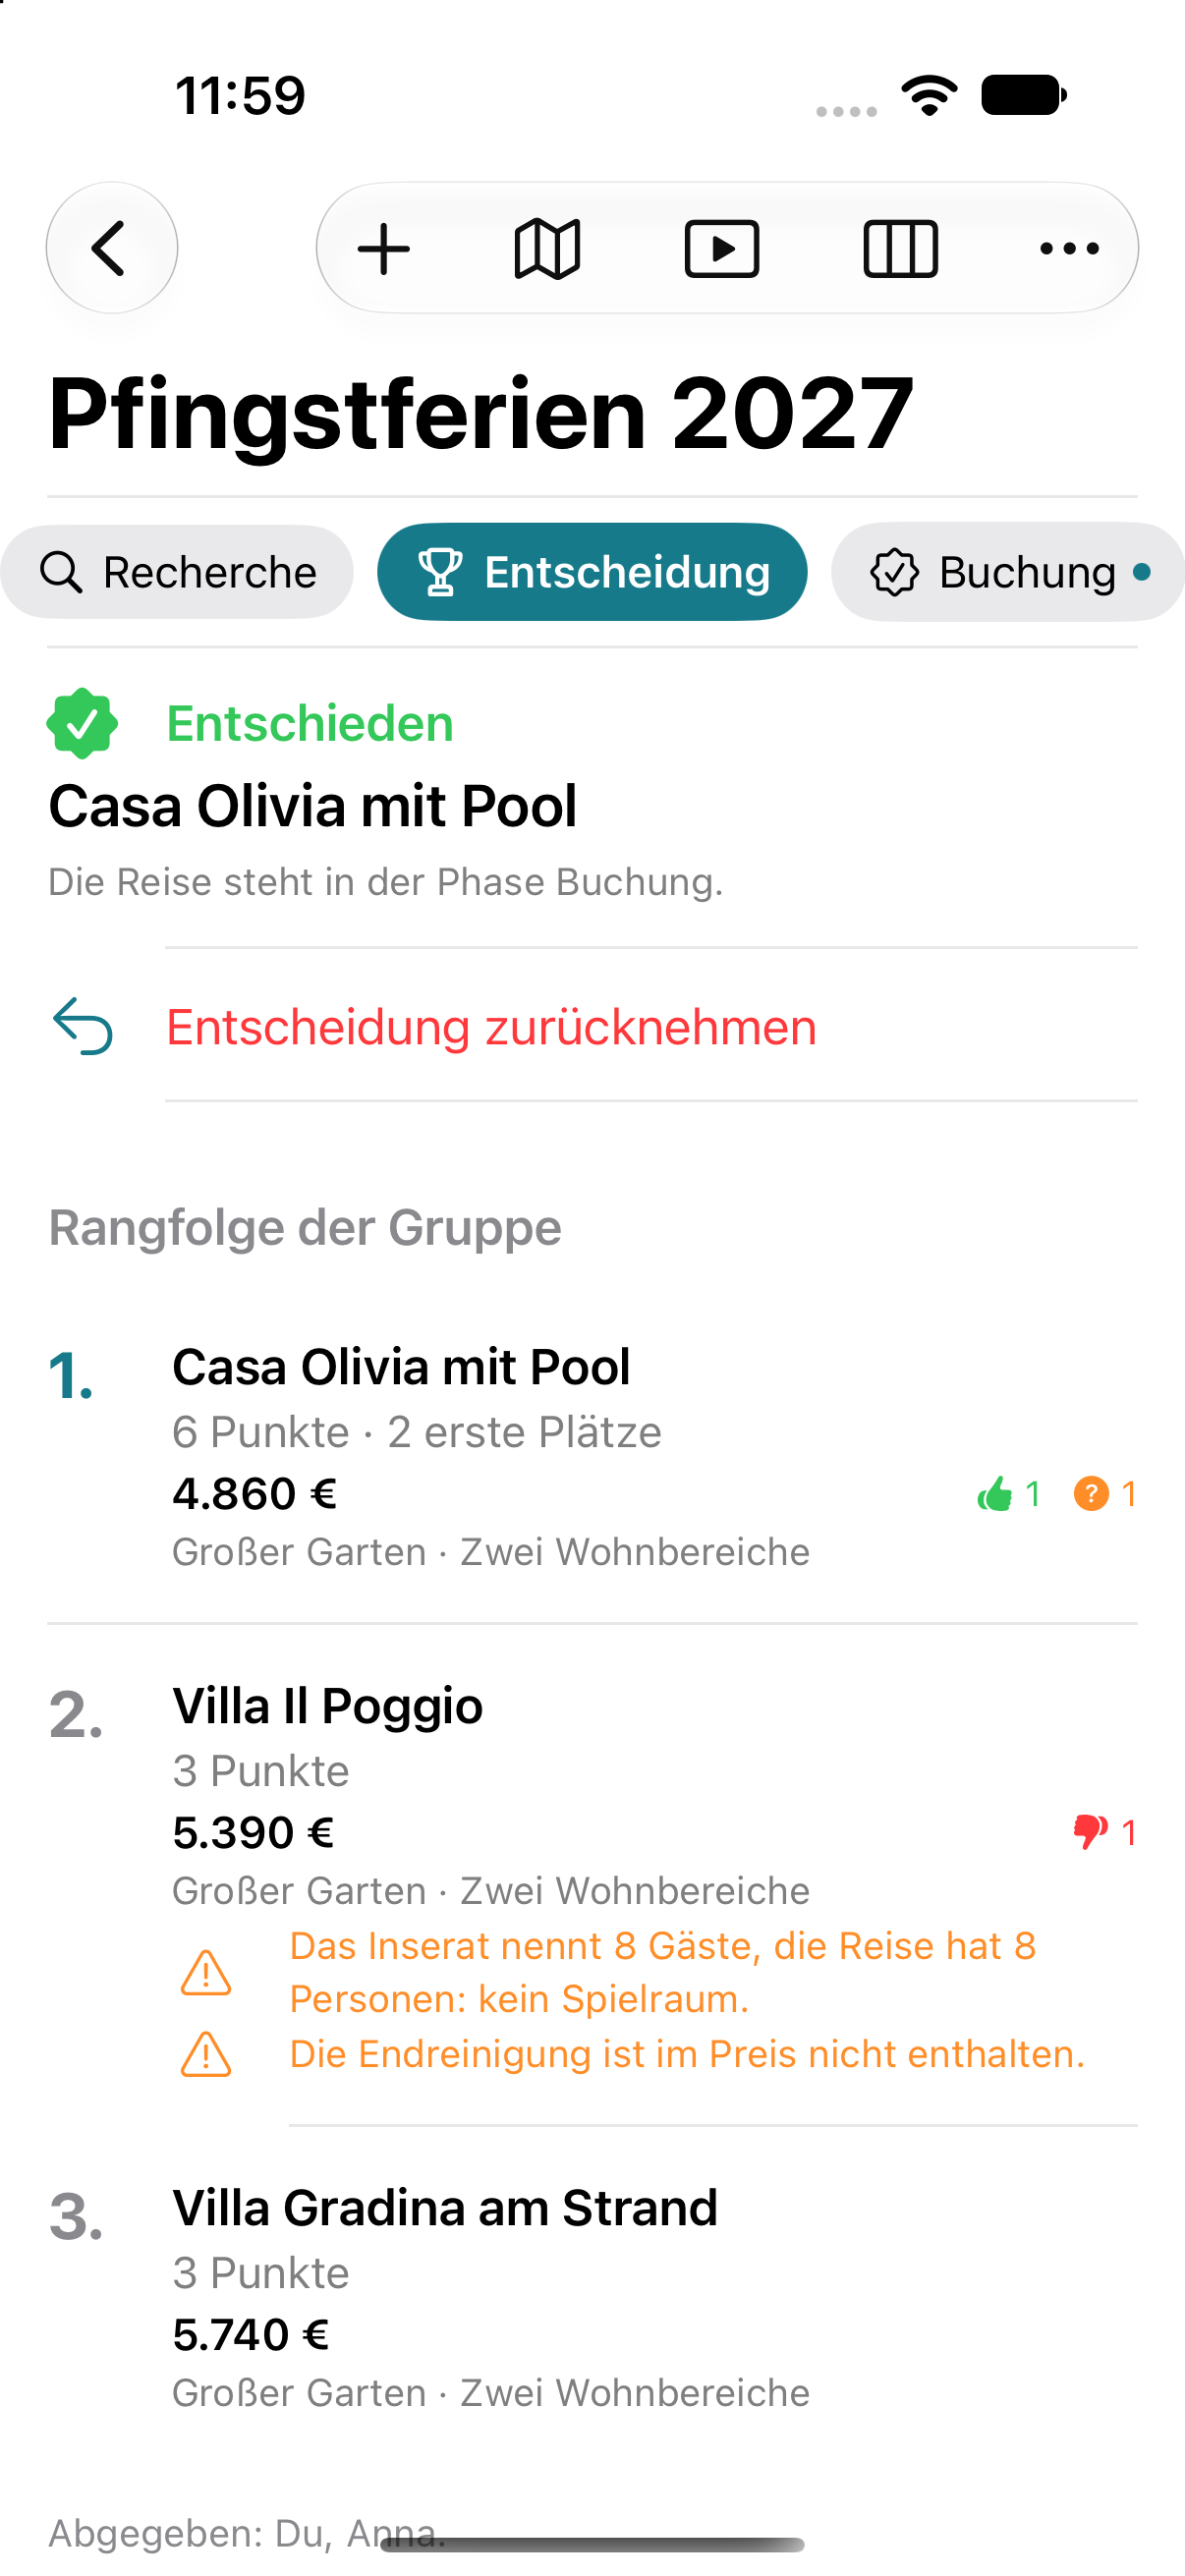 11:59
Pfingstferien 2027
Recherche
Entscheidung
Buchung
Entschieden
Casa Olivia mit Pool
Die Reise steht in der Phase Buchung.
Entscheidung zurücknehmen
Rangfolge der Gruppe
1.
Casa Olivia mit Pool
6 Punkte · 2 erste Plätze
4.860 €
1
? 1
Großer Garten · Zwei Wohnbereiche
2.
Villa Il Poggio
3 Punkte
5.390 €
1
Großer Garten · Zwei Wohnbereiche
Das Inserat nennt 8 Gäste, die Reise hat 8
Personen: kein Spielraum.
Die Endreinigung ist im Preis nicht enthalten.
3.
Villa Gradina am Strand
3 Punkte
5.740 €
Großer Garten · Zwei Wohnbereiche
Abgegeben: Du, Anna.